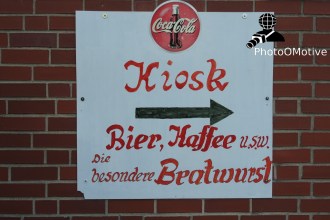 Coca-Cola
PhotoOMotive
Kiosk
Bier, Kaffee u.s.w.
Die
besondere Bratwurst